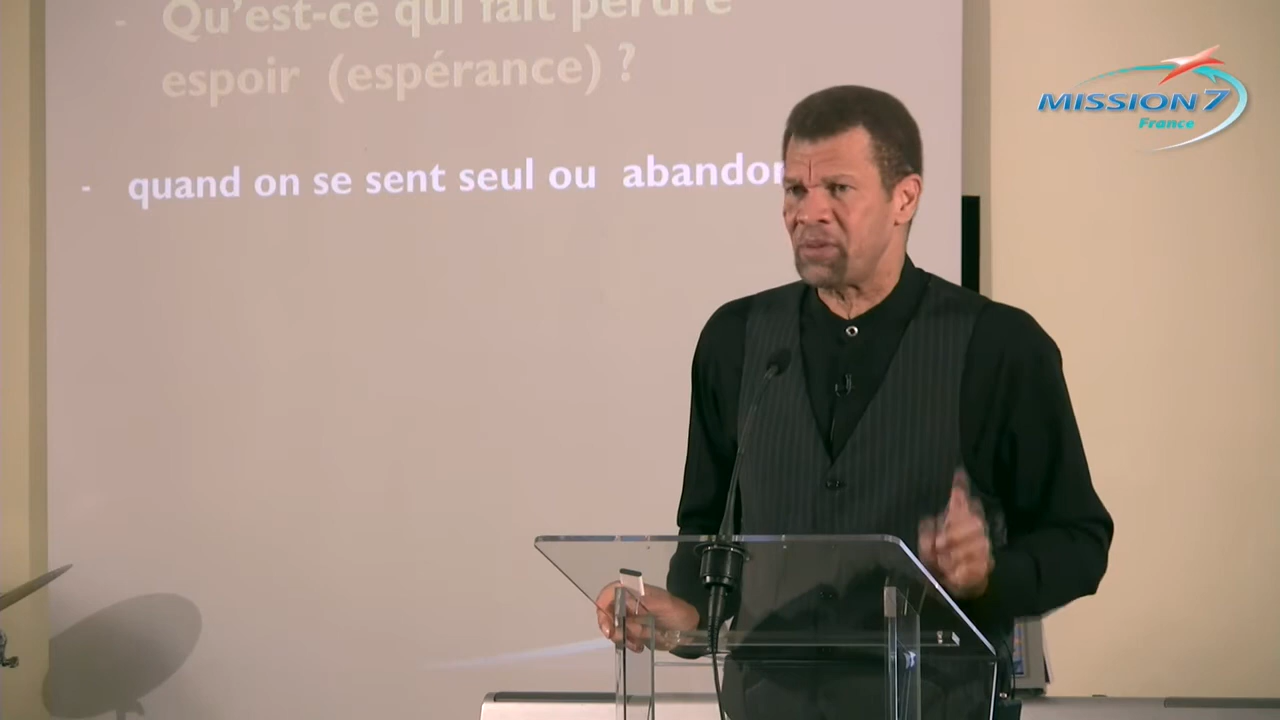 - Qu'est-ce qui fait perdre
espoir (espérance) ?
- quand on se sent seul ou abandon
MISSION 7
France